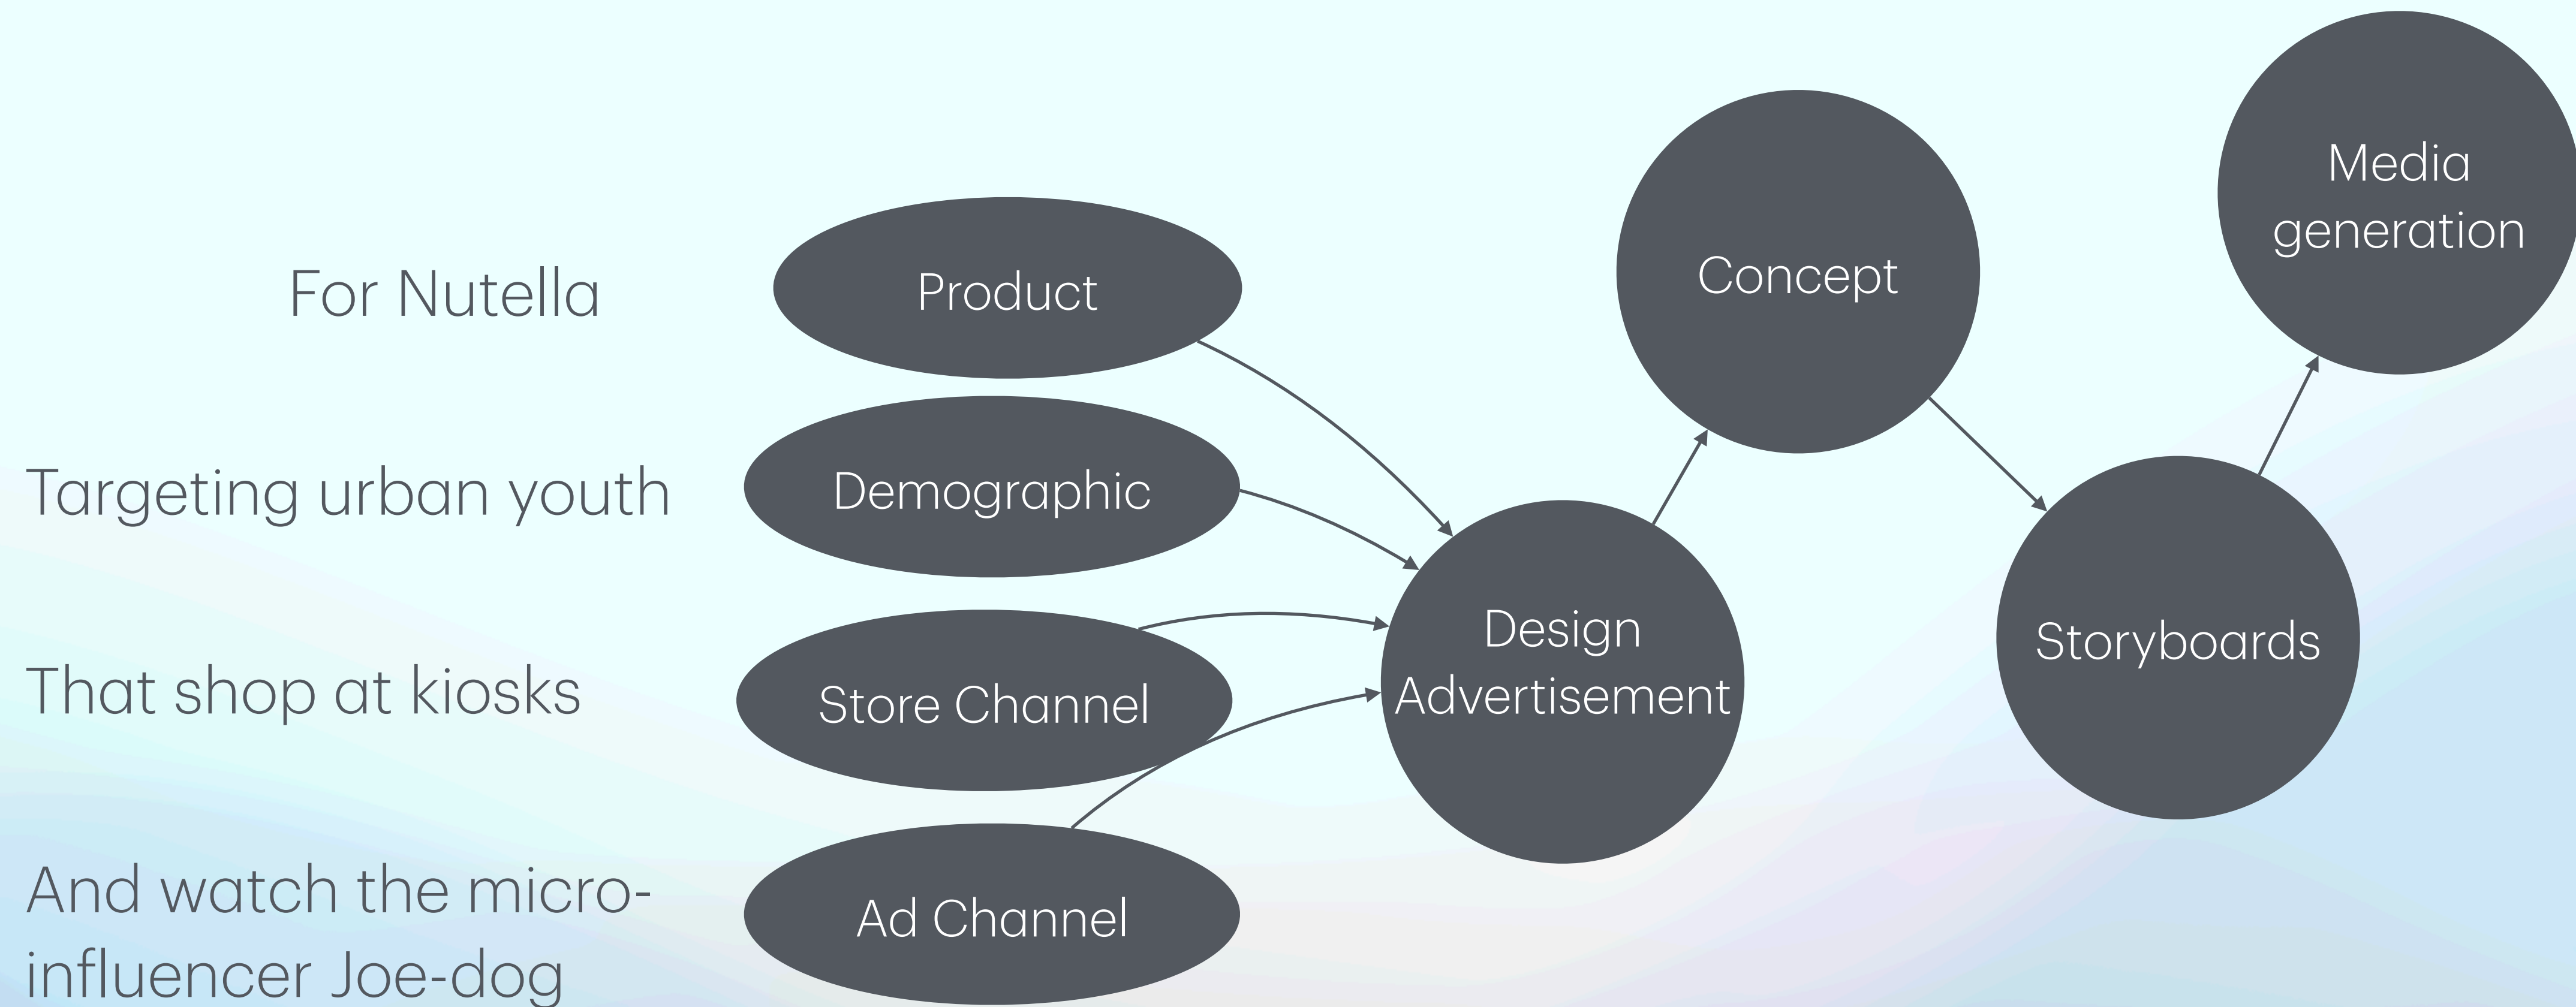 For Nutella
Targeting urban youth
That shop at kiosks
And watch the micro-
influencer Joe-dog
Product
Demographic
Store Channel
Ad Channel
Design
Advertisement
Concept
Storyboards
Media
generation